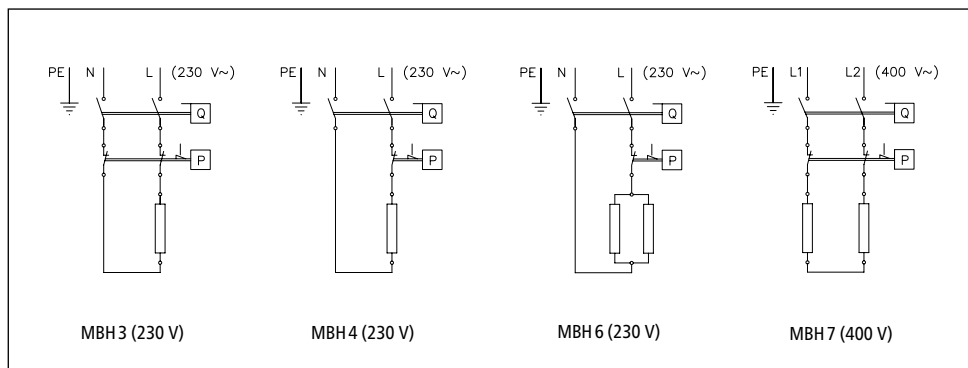 PE N L (230 V~)
Q
P
MBH 3 (230 V)
PE N L (230 V~)
Q
P
MBH 4 (230 V)
PE N L (230 V~)
Q
P
MBH 6 (230 V)
PE L1 L2 (400 V~)
Q
P
MBH 7 (400 V)